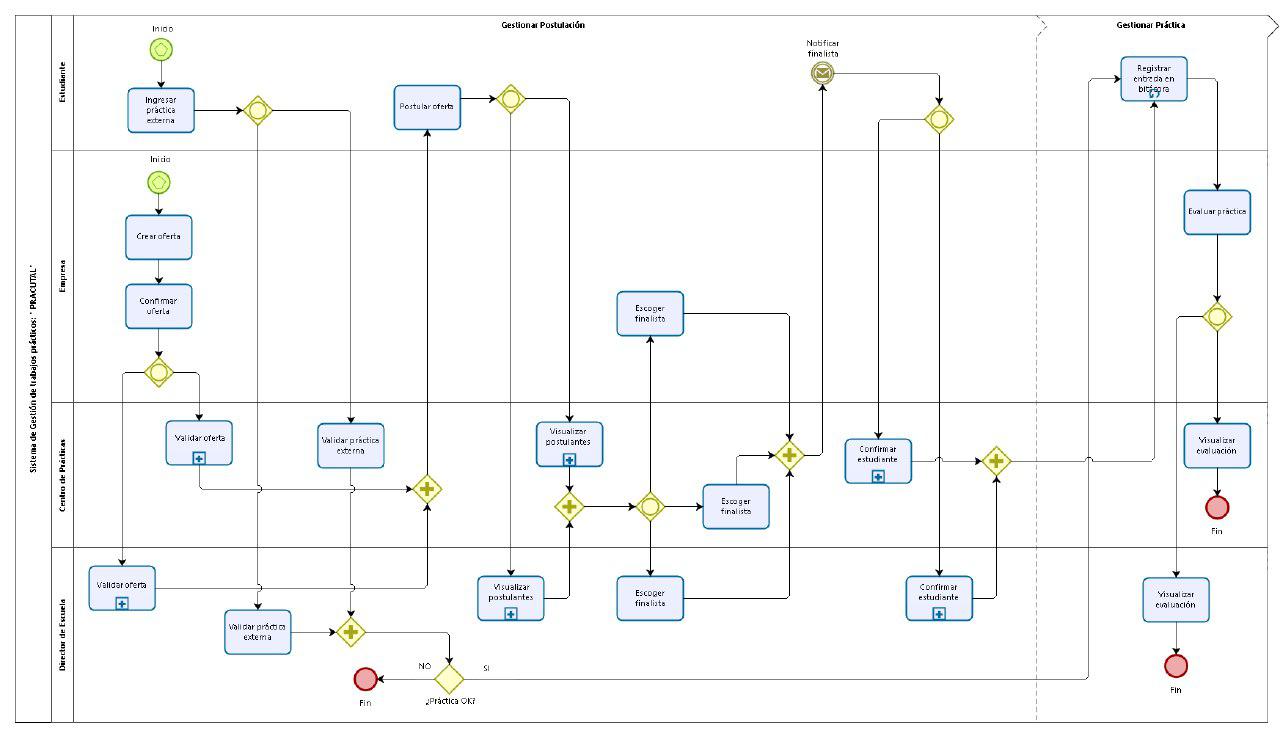 Gestionar Postulación
Gestionar Práctica
Sistema de Gestión de trabajos prácticos: "PRACUTAL"
Estudiante
Inicio
Ingresar
práctica
externa
Postular oferta
Notificar
finalista
Registrar
entrada en
bitácora
Empresa
Inicio
Crear oferta
Confirmar
oferta
Escoger
finalista
Evaluar práctica
Centro de Prácticas
Validar oferta
Validar práctica
externa
Visualizar
postulantes
Escoger
finalista
Confirmar
estudiante
Visualizar
evaluación
Fin
Director de Escuela
Validar oferta
Validar práctica
externa
Visualizar
postulantes
Escoger
finalista
Confirmar
estudiante
Visualizar
evaluación
NO
SI
¿Práctica OK?
Fin
Fin